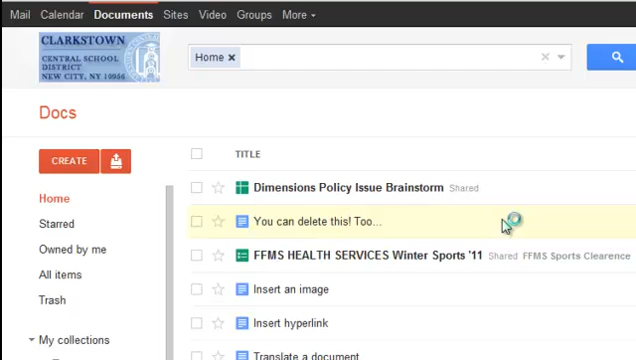 Mail Calendar Documents Sites Video Groups More
CLARKSTOWN
CENTRAL SCHOOL
DISTRICT
NEW CITY, NY 10956
Home
Docs
CREATE
TITLE
Home
Dimensions Policy Issue Brainstorm Shared
Starred
You can delete this! Too...
Owned by me
FFMS HEALTH SERVICES Winter Sports '11 Shared FFMS Sports Clearence
All items
Insert an image
Trash
Insert hyperlink
My collections
Translate a document